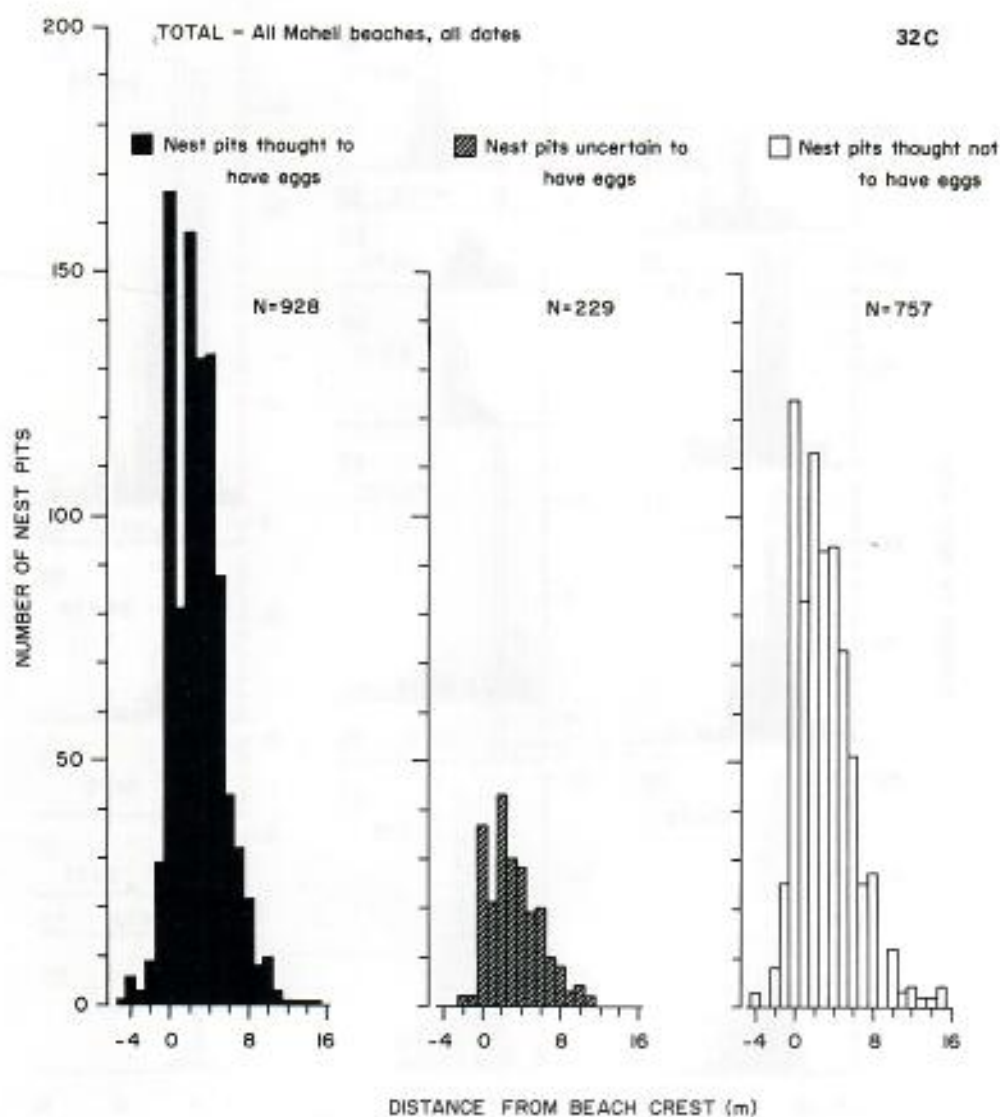 TOTAL - All Moheli beaches, all dates
32C
Nest pits thought to
have eggs
Nest pits uncertain to
have eggs
Nest pits thought not
to have eggs
N=928
N=229
N=757
200
150
100
50
0
NUMBER OF NEST PITS
-4 0 8 16
-4 0 8 16
-4 0 8 16
DISTANCE FROM BEACH CREST (m)